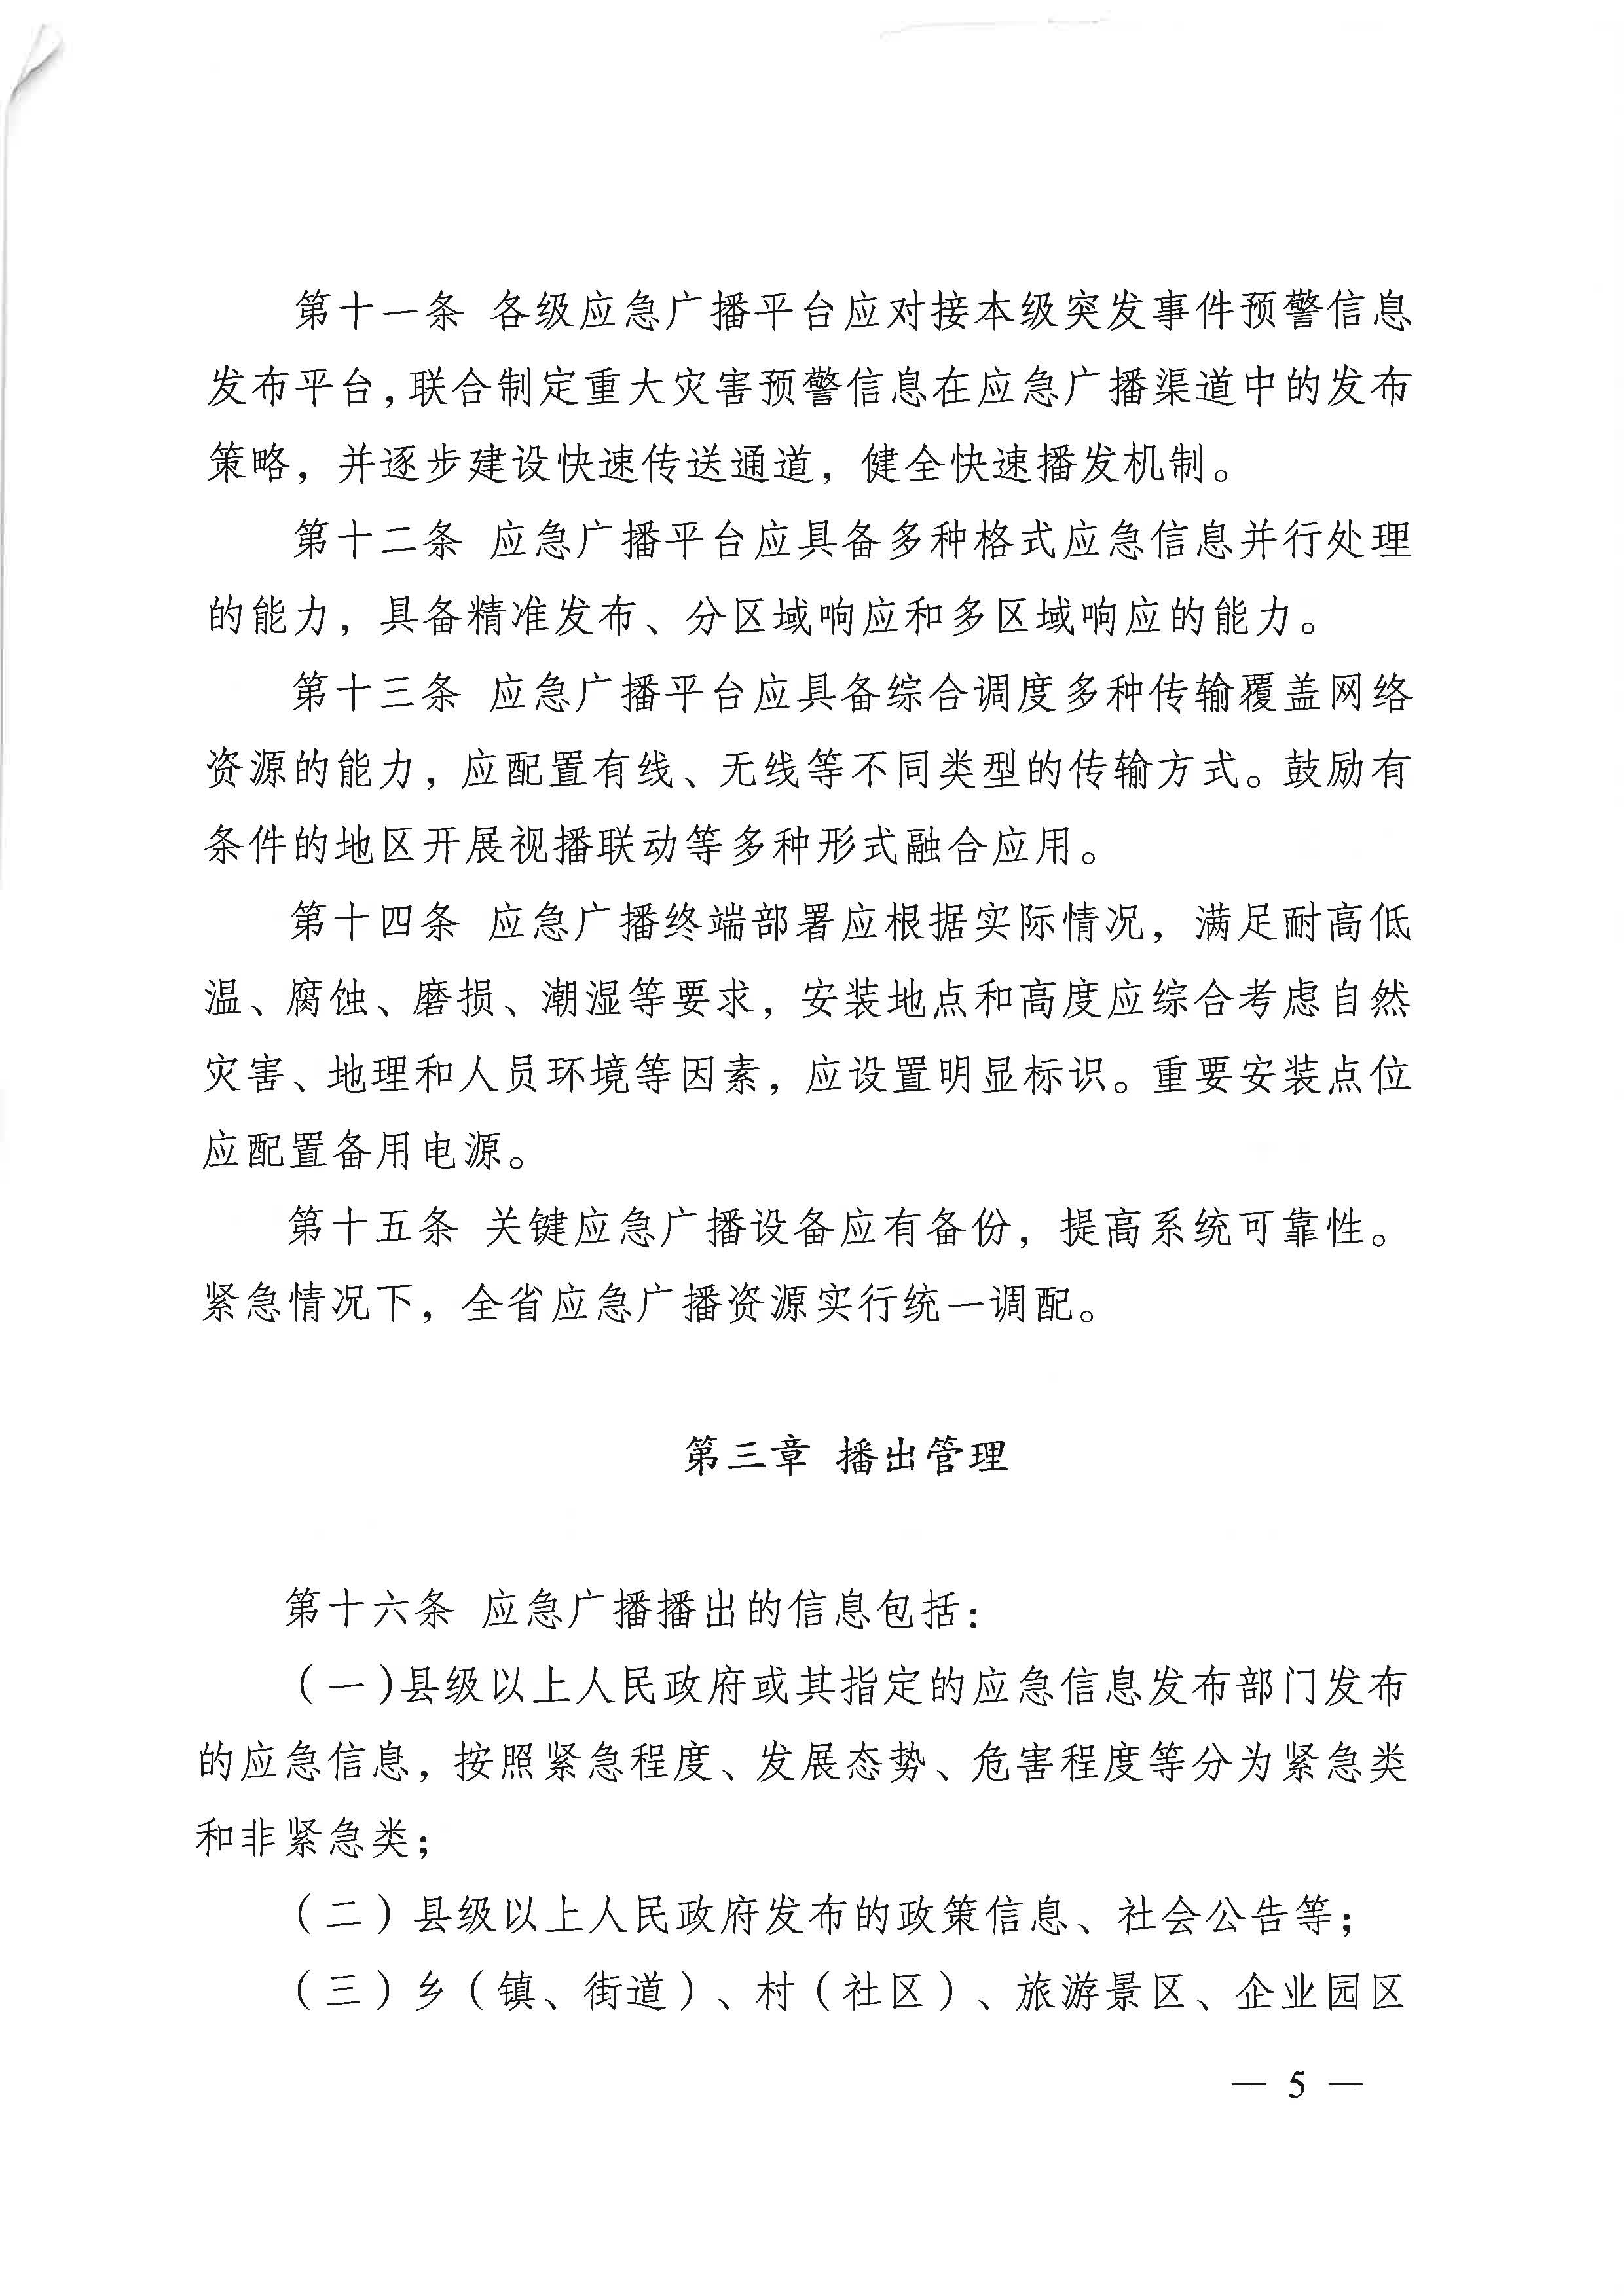 第十一条 各级应急广播平台应对接本级突发事件预警信息
发布平台，联合制定重大灾害预警信息在应急广播渠道中的发布
策略，并逐步建设快速传送通道，健全快速播发机制。
第十二条 应急广播平台应具备多种格式应急信息并行处理
的能力，具备精准发布、分区域响应和多区域响应的能力。
第十三条 应急广播平台应具备综合调度多种传输覆盖网络
资源的能力，应配置有线、无线等不同类型的传输方式。鼓励有
条件的地区开展视播联动等多种形式融合应用。
第十四条 应急广播终端部署应根据实际情况，满足耐高低
温、腐蚀、磨损、潮湿等要求，安装地点和高度应综合考虑自然
灾害、地理和人员环境等因素，应设置明显标识。重要安装点位
应配置备用电源。
第十五条 关键应急广播设备应有备份，提高系统可靠性。
紧急情况下，全省应急广播资源实行统一调配。
第三章 播出管理
第十六条 应急广播播出的信息包括：
（一）县级以上人民政府或其指定的应急信息发布部门发布
的应急信息，按照紧急程度、发展态势、危害程度等分为紧急类
和非紧急类；
（二）县级以上人民政府发布的政策信息、社会公告等；
（三）乡（镇、街道）、村（社区）、旅游景区、企业园区
— 5 —